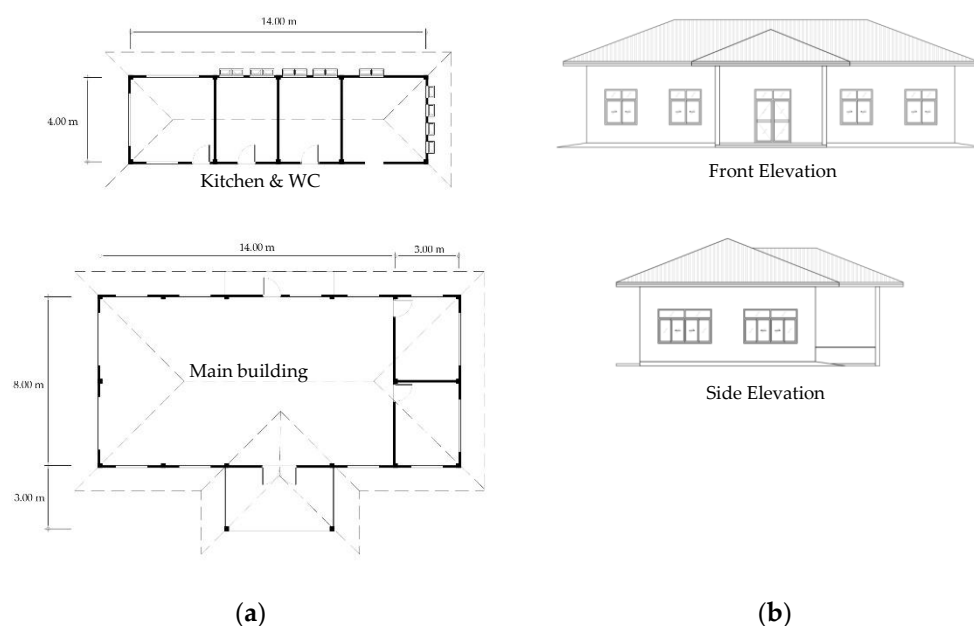 14.00 m
4.00 m
Kitchen & WC
14.00 m
3.00 m
8.00 m
Main building
3.00 m
(a)
Front Elevation
Side Elevation
(b)